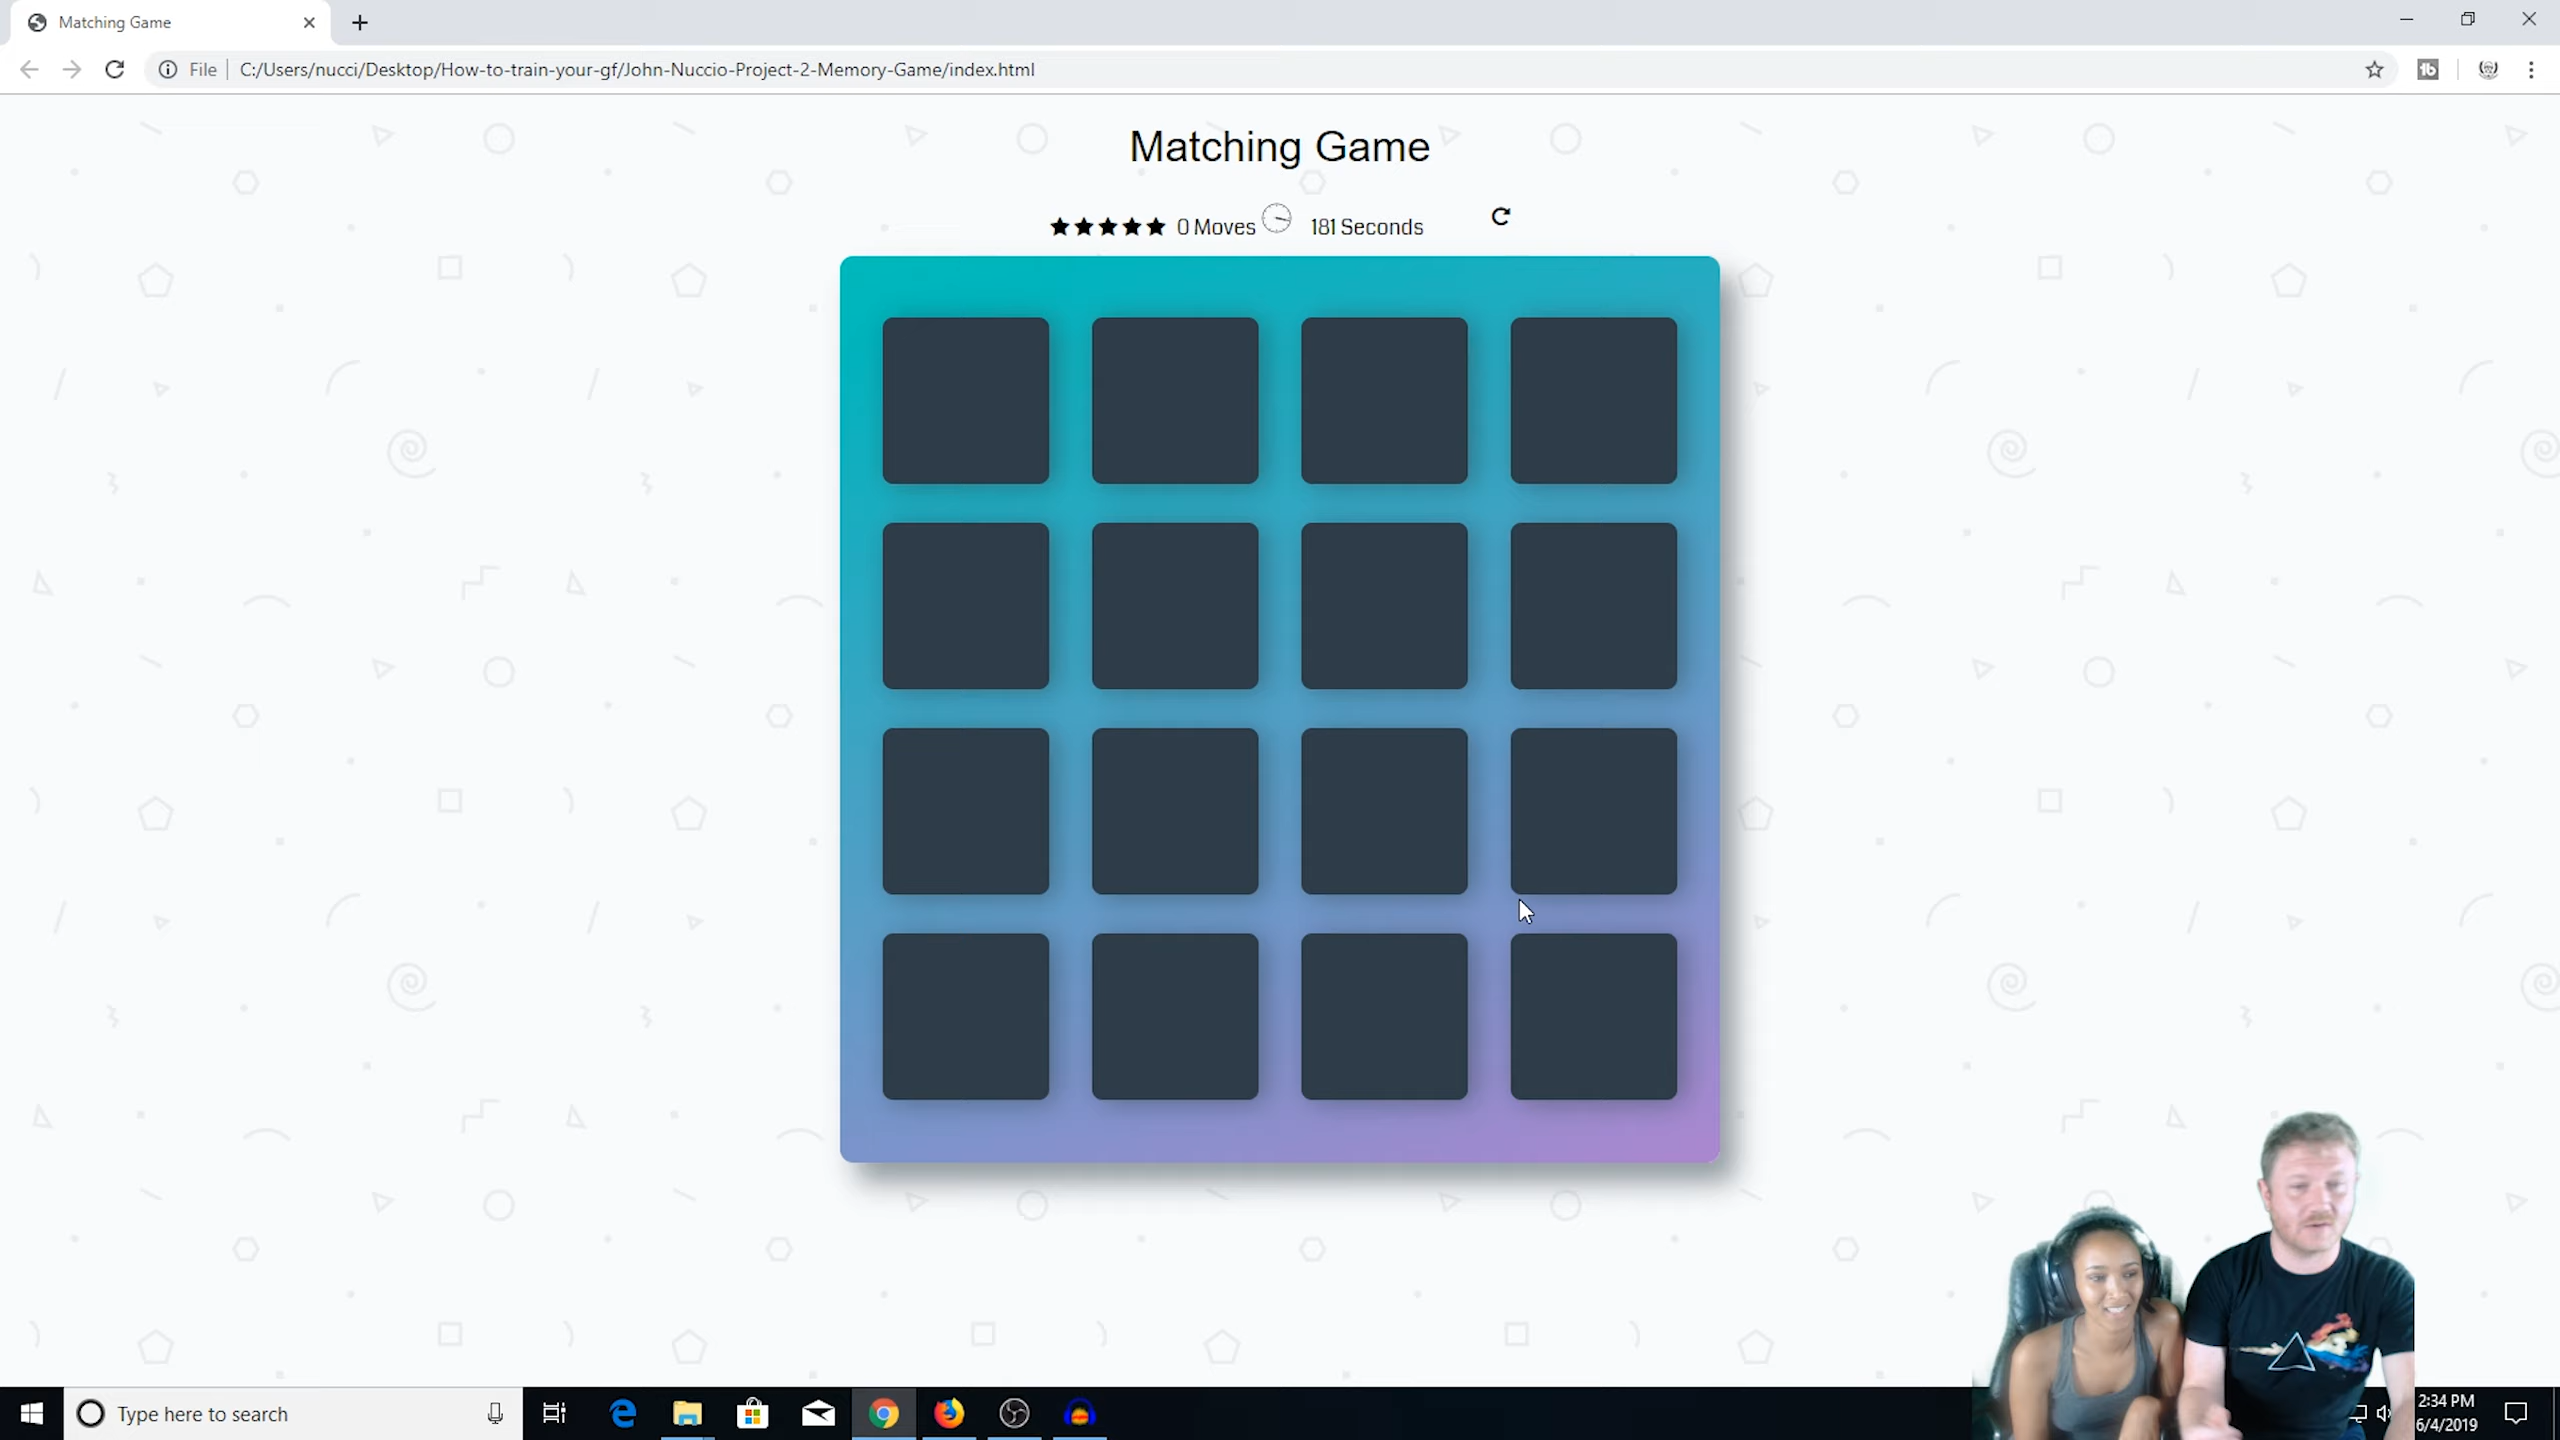 Matching Game
File
C:/Users/nucci/Desktop/How-to-train-your-gf/John-Nuccio-Project-2-Memory-Game/index.html
Matching Game
0 Moves
181 Seconds
Type here to search
2:34 PM
6/4/2019